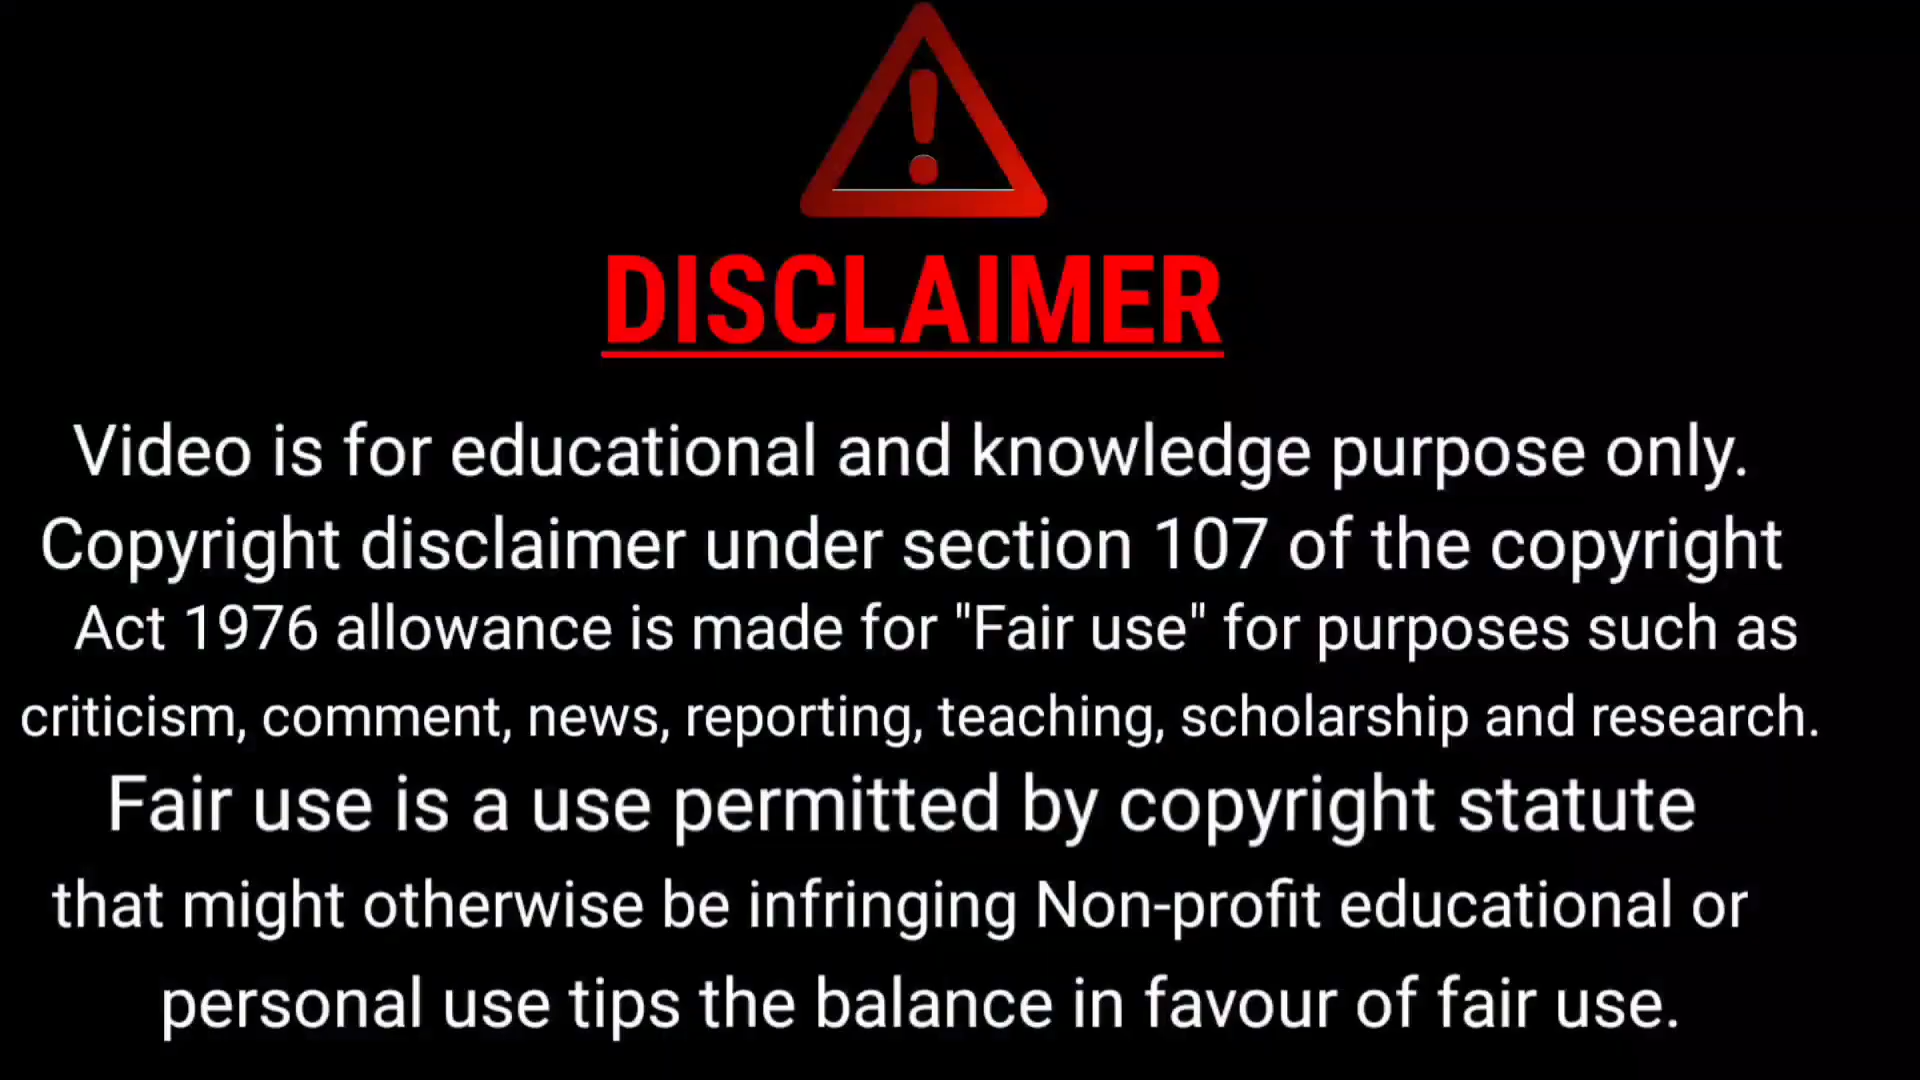 DISCLAIMER
Video is for educational and knowledge purpose only.
Copyright disclaimer under section 107 of the copyright
Act 1976 allowance is made for "Fair use" for purposes such as
criticism, comment, news, reporting, teaching, scholarship and research.
Fair use is a use permitted by copyright statute
that might otherwise be infringing Non-profit educational or
personal use tips the balance in favour of fair use.